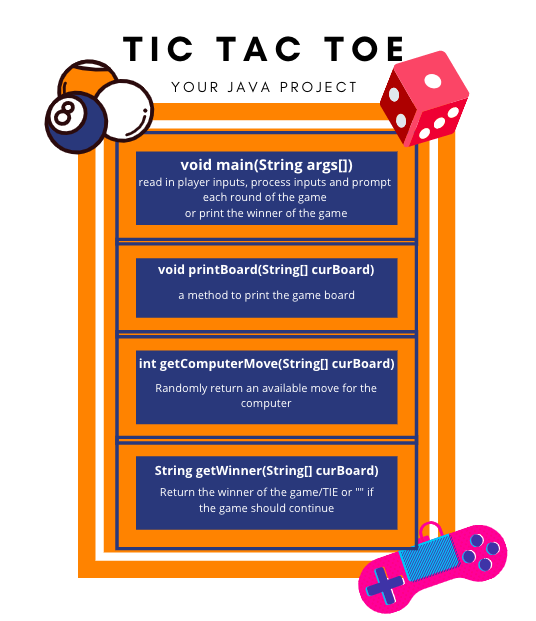 TIC TAC TOE
YOUR JAVA PROJECT
8
void main(String args[])
read in player inputs, process inputs and prompt
each round of the game
or print the winner of the game
void printBoard(String[] curBoard)
a method to print the game board
int getComputerMove(String[] curBoard)
Randomly return an available move for the
computer
String getWinner(String[] curBoard)
Return the winner of the game/TIE or "" if
the game should continue